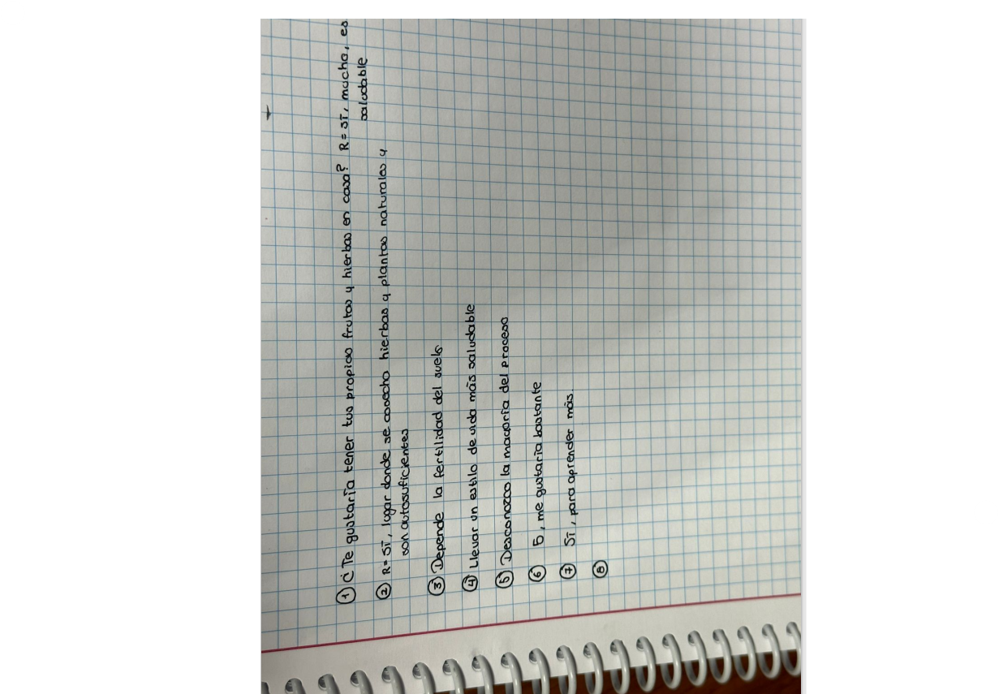 ① ¿Te gustaría tener tus propias frutas y hierbas en casa? R = Sí, mucho, es
saludable
② R = Sí, lugar donde se cosecha hierbas y plantas naturales y
son autosuficientes
③ Depende la fertilidad del suelo
④ Llevar un estilo de vida más saludable
⑤ Desconozco la mayoría del proceso
⑥ 5, me gustaría bastante
⑦ Sí, para aprender más
⑧